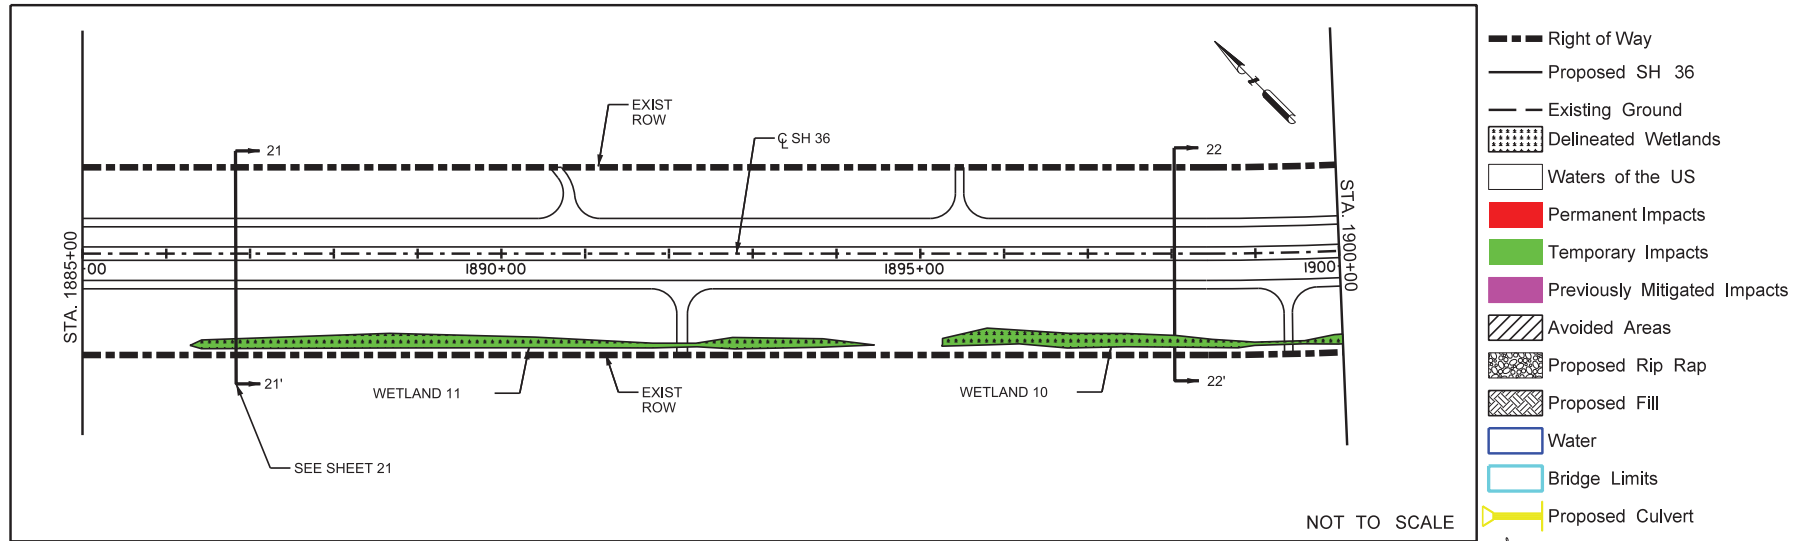 EXIST
ROW
℄ SH 36
N
21
22
STA. 1885+00
00
1890+00
1895+00
1900
STA. 1900+00
21'
WETLAND 11
EXIST
ROW
WETLAND 10
22'
SEE SHEET 21
NOT TO SCALE
Right of Way
Proposed SH 36
Existing Ground
Delineated Wetlands
Waters of the US
Permanent Impacts
Temporary Impacts
Previously Mitigated Impacts
Avoided Areas
Proposed Rip Rap
Proposed Fill
Water
Bridge Limits
Proposed Culvert